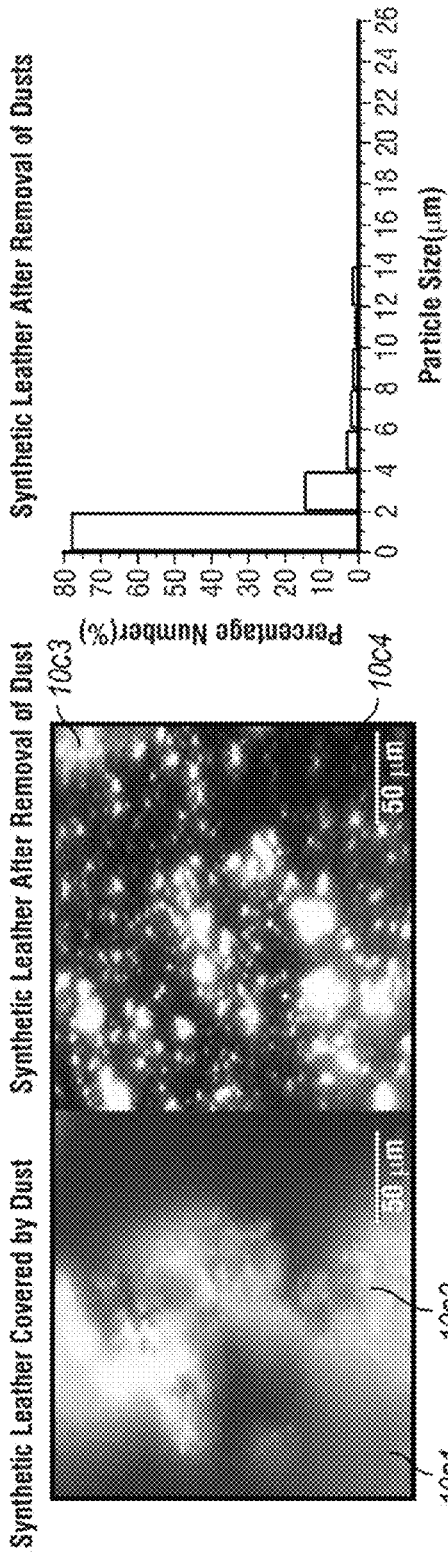 Synthetic Leather Covered by Dust
Synthetic Leather After Removal of Dust
50 μm
50 μm
10c3
10c4
Synthetic Leather After Removal of Dusts
Percentage Number(%)
80
70
60
50
40
30
20
10
0
0 2 4 6 8 10 12 14 16 18 20 22 24 26
Particle Size(μm)